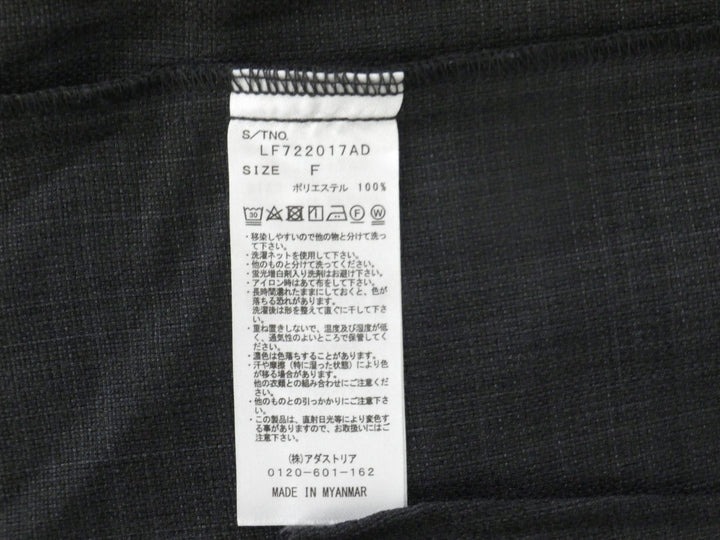 S/TNO.
LF722017AD
SIZE F
ポリエステル 100%
30 F W
・移染しやすいので他の物と分けて洗っ
て下さい。
・洗濯ネットを使用して下さい。
・他のものと分けて洗ってください。
・蛍光増白剤入り洗剤はお避け下さい。
・アイロン時はあて布をして下さい。
・長時間濡れたままにしておくと、色が
落ちる恐れがあります。
洗濯後は形を整えて直ぐに干して下さ
い。
・重ね置きしないで、温度及び湿度が低
く、通気性のよいところで保管してく
ださい。
・濃色は色落ちすることがあります。
・汗や摩擦（特に湿った状態）により色
が移る場合があります。
他の衣類との組み合わせにご注意くだ
さい。
・他のものとの引っかかりにご注意下さ
い。
・この製品は、直射日光等により変色す
る事がありますので、お取扱いにはご
注意下さい。
(株)アダストリア
0120-601-162
MADE IN MYANMAR